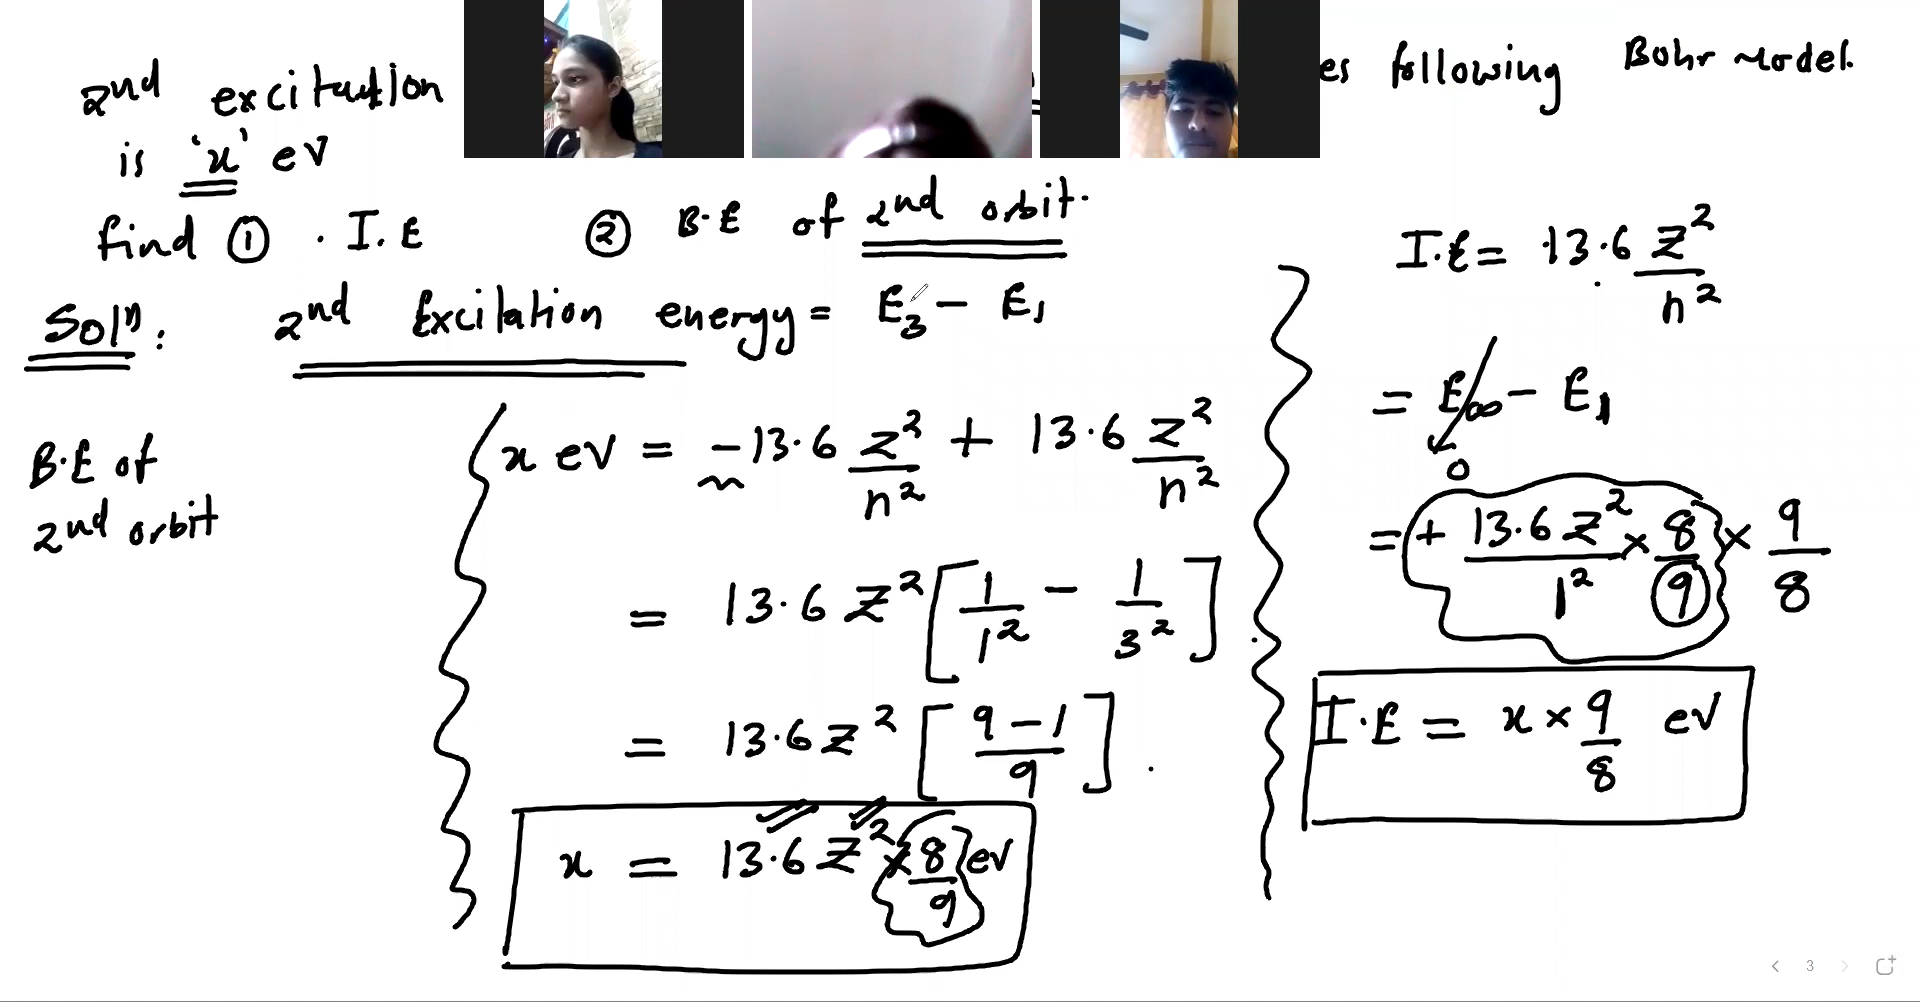 2nd excitation es following Bohr Model.
is 'x' eV
find ① . I.E ② B.E of 2nd orbit.
Solⁿ: 2nd Excitation energy = E₃ – E₁
B.E of
2nd orbit
x eV = –13.6 Z²/n² + 13.6 Z²/n²
= 13.6 Z² [1/1² – 1/3²]
= 13.6 Z² [9–1/9]
x = 13.6 Z² × 8/9 eV
I.E = 13.6 Z²/n²
= E∞ – E₁
0
= + 13.6 Z²/1² × 8/9 × 9/8
I.E = x × 9/8 eV
3